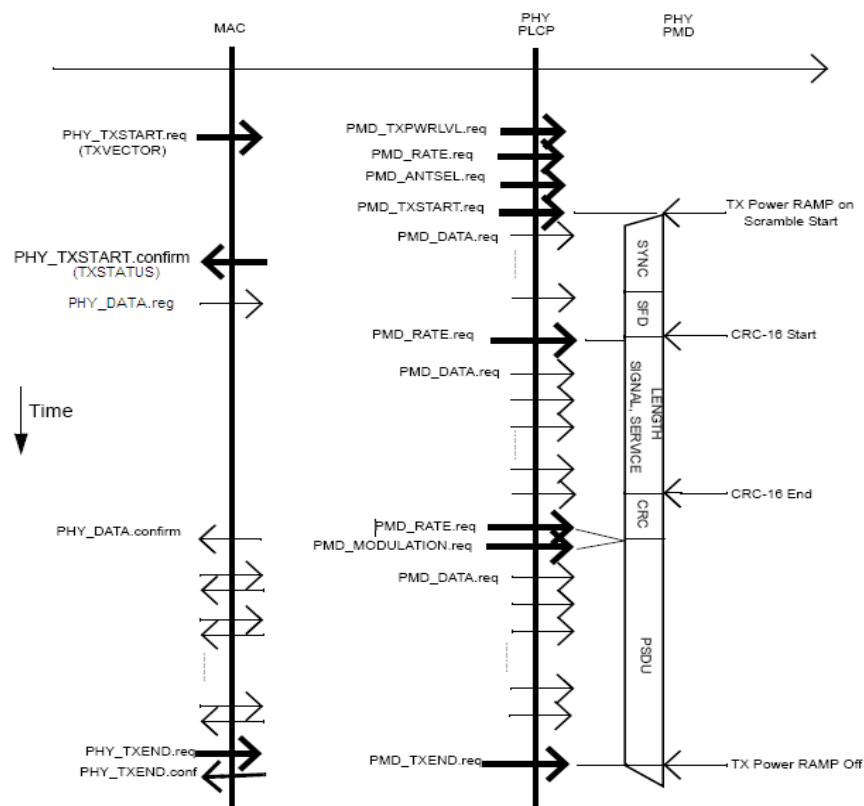 MAC
PHY
PLCP
PHY
PMD
PHY_TXSTART.req
(TXVECTOR)
PMD_TXPWRLVL.req
PMD_RATE.req
PMD_ANTSEL.req
PMD_TXSTART.req
TX Power RAMP on
Scramble Start
PMD_DATA.req
SYNC
PHY_TXSTART.confirm
(TXSTATUS)
PHY_DATA.reg
SFD
PMD_RATE.req
CRC-16 Start
PMD_DATA.req
LENGTH
SIGNAL, SERVICE
Time
CRC-16 End
CRC
PHY_DATA.confirm
PMD_RATE.req
PMD_MODULATION.req
PMD_DATA.req
PSDU
PHY_TXEND.req
PHY_TXEND.conf
PMD_TXEND.req
TX Power RAMP Off